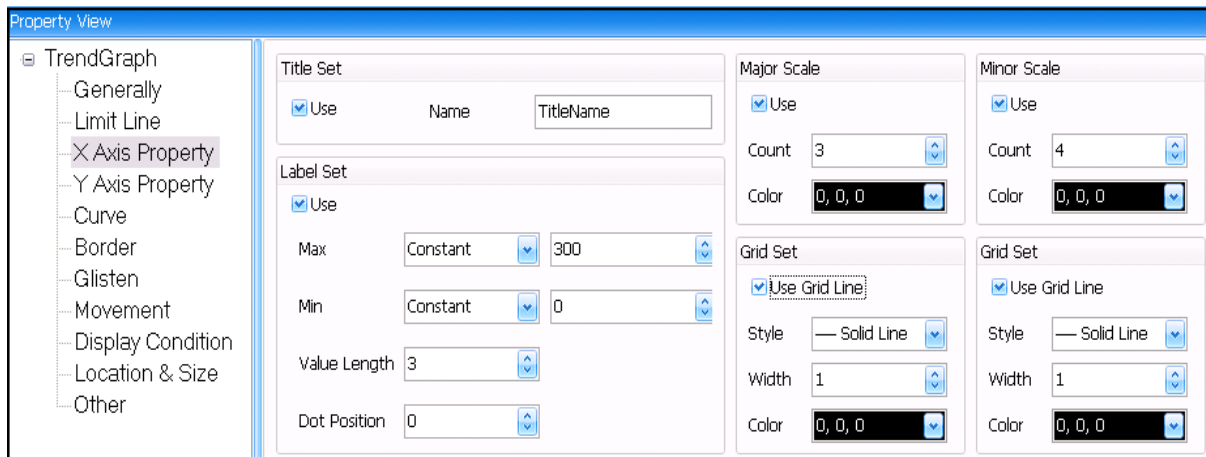 Property View
TrendGraph
Generally
Limit Line
X Axis Property
Y Axis Property
Curve
Border
Glisten
Movement
Display Condition
Location & Size
Other
Title Set
Use Name TitleName
Label Set
Use
Max Constant 300
Min Constant 0
Value Length 3
Dot Position 0
Major Scale
Use
Count 3
Color 0, 0, 0
Grid Set
Use Grid Line
Style Solid Line
Width 1
Color 0, 0, 0
Minor Scale
Use
Count 4
Color 0, 0, 0
Grid Set
Use Grid Line
Style Solid Line
Width 1
Color 0, 0, 0